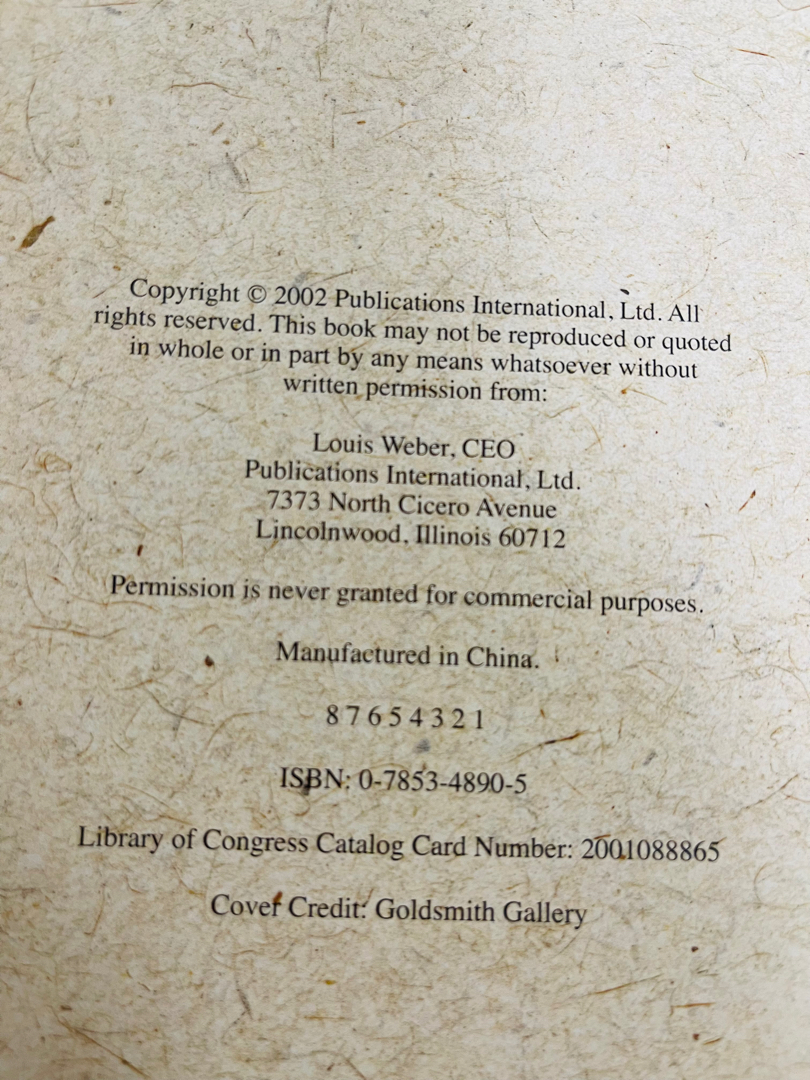 Copyright © 2002 Publications International, Ltd. All
rights reserved. This book may not be reproduced or quoted
in whole or in part by any means whatsoever without
written permission from:
Louis Weber, CEO
Publications International, Ltd.
7373 North Cicero Avenue
Lincolnwood, Illinois 60712
Permission is never granted for commercial purposes.
Manufactured in China.
8 7 6 5 4 3 2 1
ISBN: 0-7853-4890-5
Library of Congress Catalog Card Number: 2001088865
Cover Credit: Goldsmith Gallery